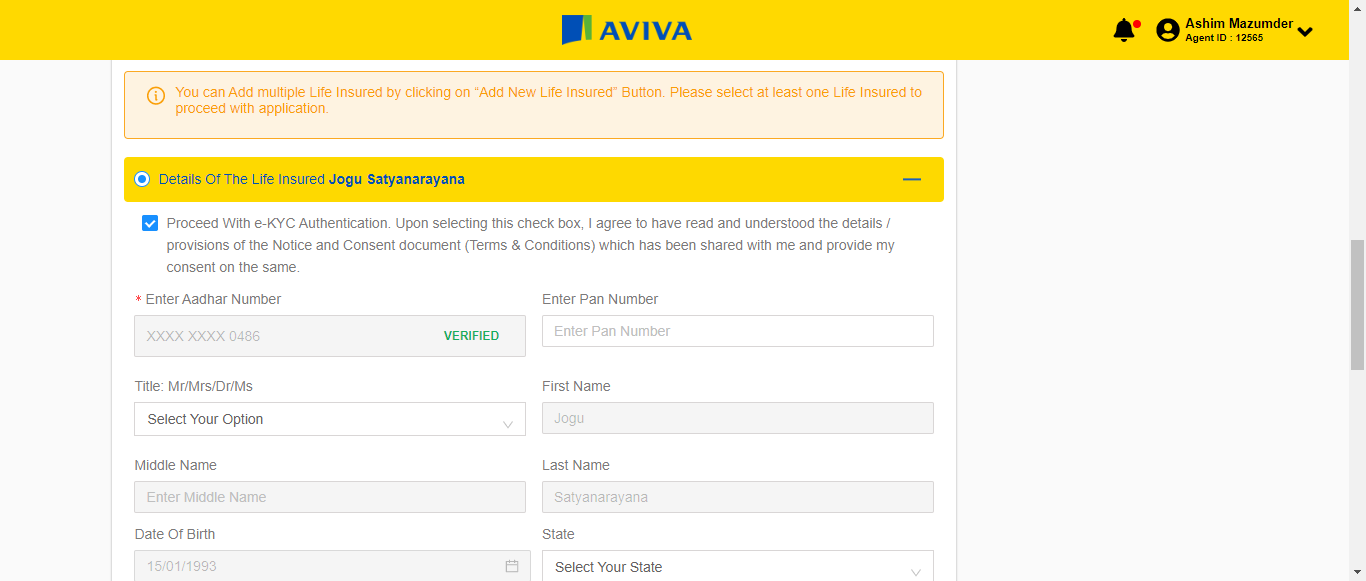 AVIVA
Ashim Mazumder
Agent ID : 12565
You can Add multiple Life Insured by clicking on “Add New Life Insured” Button. Please select at least one Life Insured to
proceed with application.
Details Of The Life Insured Jogu Satyanarayana
Proceed With e-KYC Authentication. Upon selecting this check box, I agree to have read and understood the details /
provisions of the Notice and Consent document (Terms & Conditions) which has been shared with me and provide my
consent on the same.
* Enter Aadhar Number
Enter Pan Number
XXXX XXXX 0486 VERIFIED
Enter Pan Number
Title: Mr/Mrs/Dr/Ms
First Name
Select Your Option
Jogu
Middle Name
Last Name
Enter Middle Name
Satyanarayana
Date Of Birth
State
15/01/1993
Select Your State